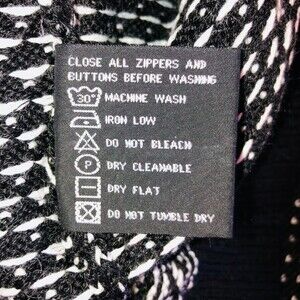 CLOSE ALL ZIPPERS AND
BUTTONS BEFORE WASHING
30° MACHINE WASH
IRON LOW
DO NOT BLEACH
P DRY CLEANABLE
DRY FLAT
DO NOT TUMBLE DRY